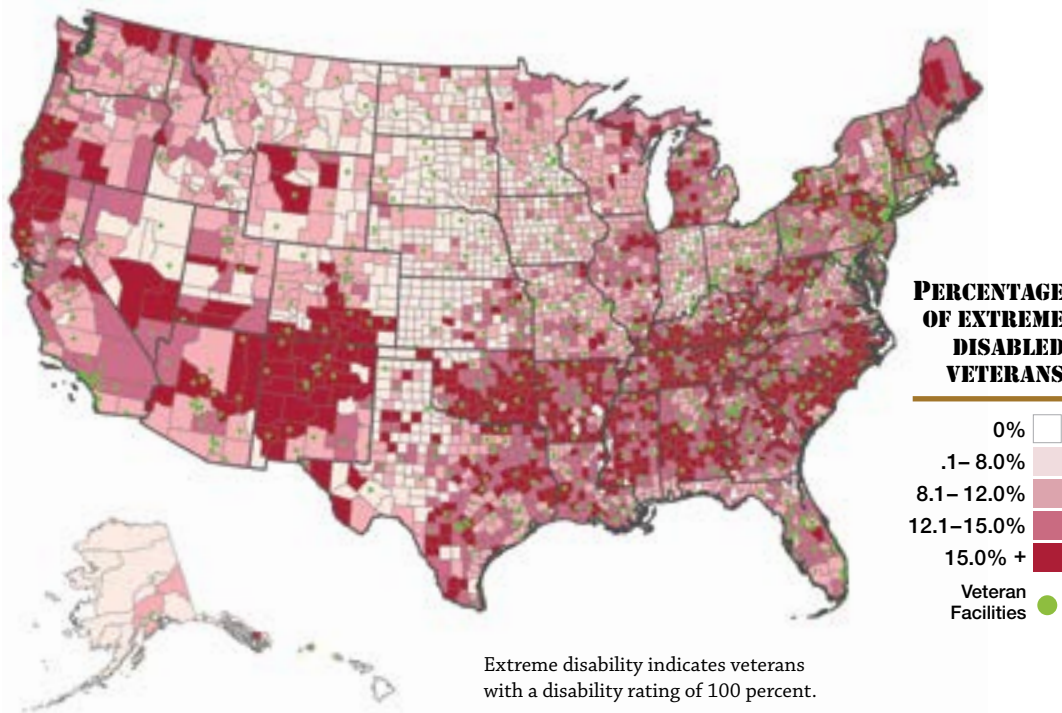 PERCENTAGE
OF EXTREME
DISABLED
VETERANS
0%
.1– 8.0%
8.1– 12.0%
12.1–15.0%
15.0% +
Veteran
Facilities
Extreme disability indicates veterans
with a disability rating of 100 percent.